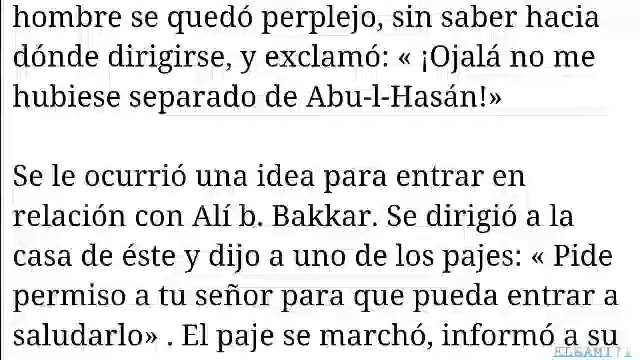 hombre se quedó perplejo, sin saber hacia
dónde dirigirse, y exclamó: « ¡Ojalá no me
hubiese separado de Abu-l-Hasán!»
Se le ocurrió una idea para entrar en
relación con Alí b. Bakkar. Se dirigió a la
casa de éste y dijo a uno de los pajes: « Pide
permiso a tu señor para que pueda entrar a
saludarlo» . El paje se marchó, informó a su